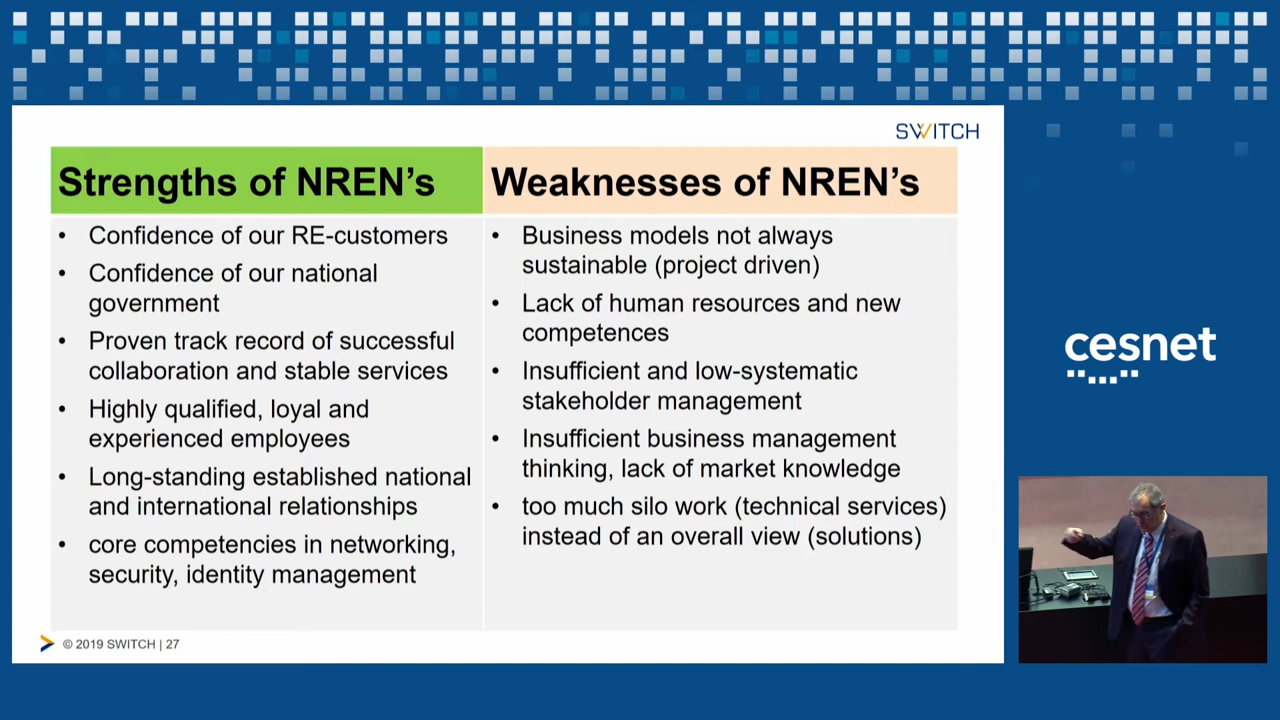 SWITCH
Strengths of NREN’s
• Confidence of our RE-customers
• Confidence of our national
government
• Proven track record of successful
collaboration and stable services
• Highly qualified, loyal and
experienced employees
• Long-standing established national
and international relationships
• core competencies in networking,
security, identity management
Weaknesses of NREN’s
• Business models not always
sustainable (project driven)
• Lack of human resources and new
competences
• Insufficient and low-systematic
stakeholder management
• Insufficient business management
thinking, lack of market knowledge
• too much silo work (technical services)
instead of an overall view (solutions)
© 2019 SWITCH | 27
cesnet